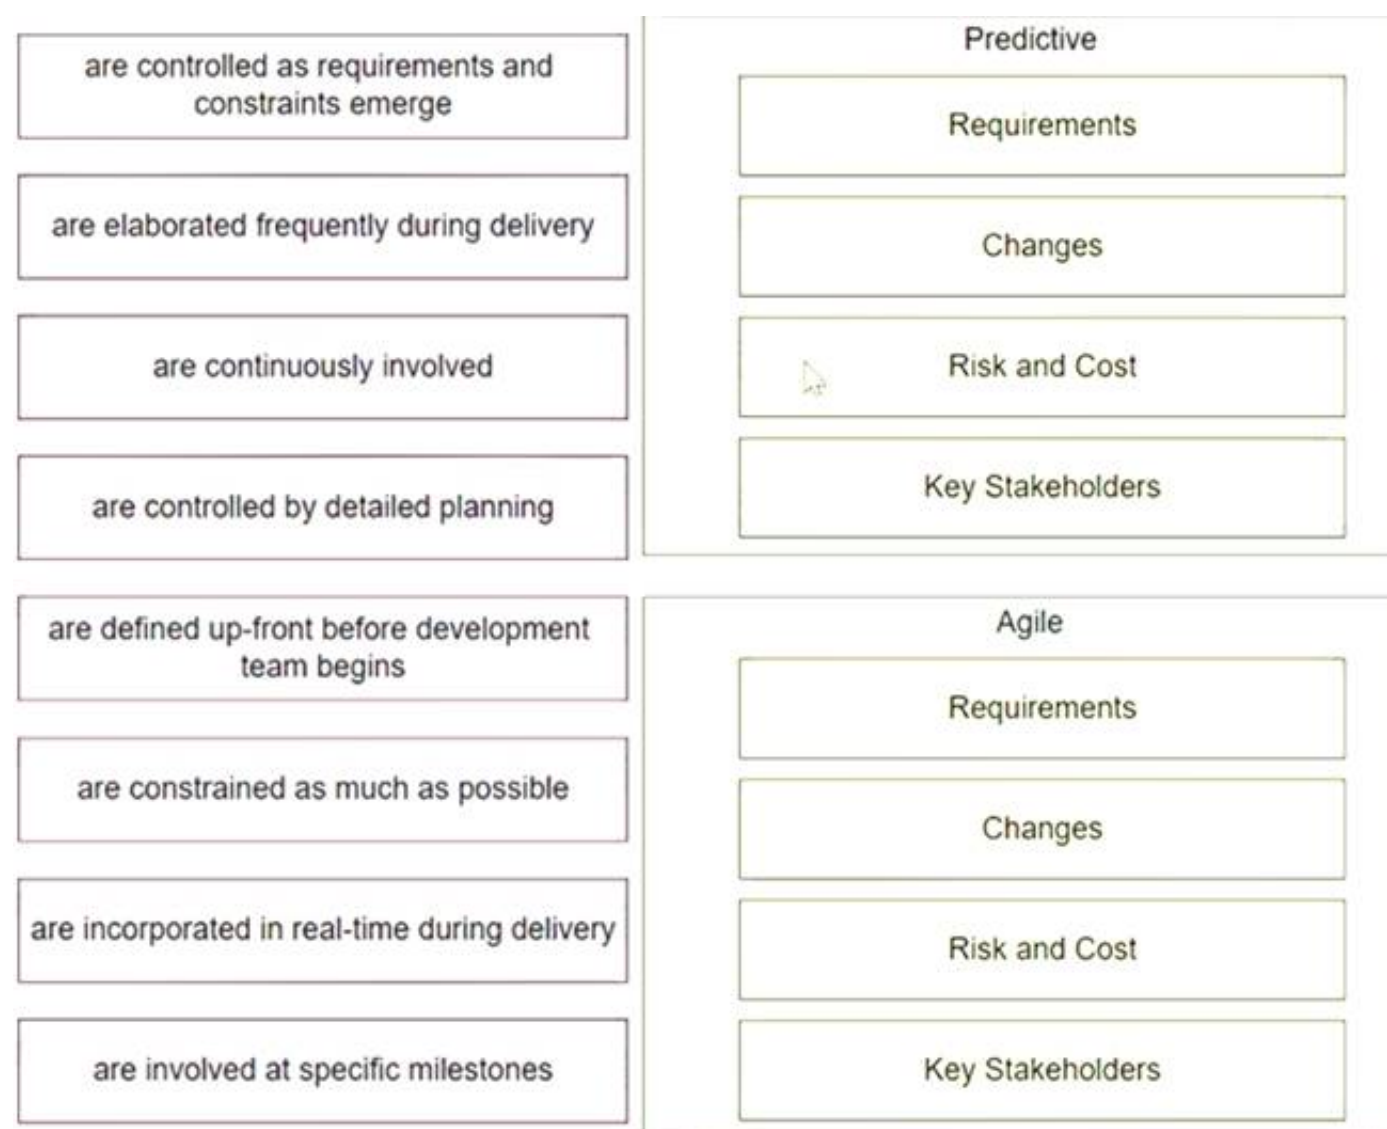 are controlled as requirements and
constraints emerge
are elaborated frequently during delivery
are continuously involved
are controlled by detailed planning
are defined up-front before development
team begins
are constrained as much as possible
are incorporated in real-time during delivery
are involved at specific milestones
Predictive
Requirements
Changes
Risk and Cost
Key Stakeholders
Agile
Requirements
Changes
Risk and Cost
Key Stakeholders